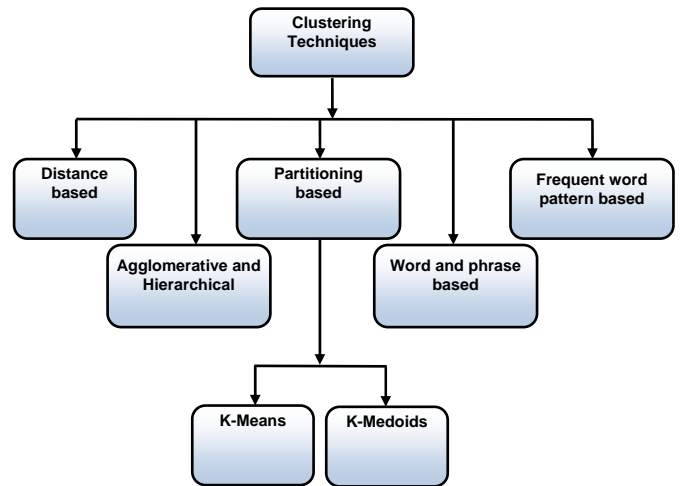 Clustering
Techniques
Distance
based
Partitioning
based
Frequent word
pattern based
Agglomerative and
Hierarchical
Word and phrase
based
K-Means
K-Medoids